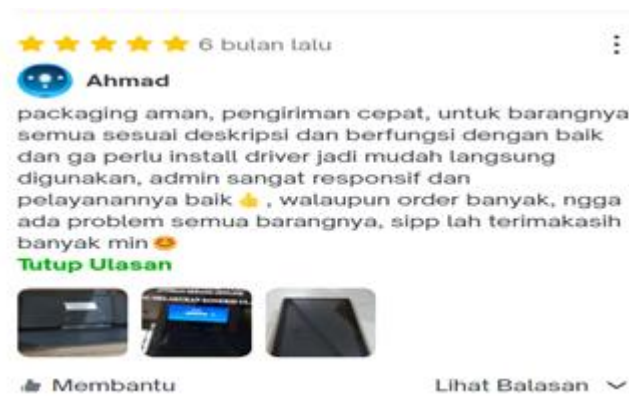 6 bulan lalu
Ahmad
packaging aman, pengiriman cepat, untuk barangnya
semua sesuai deskripsi dan berfungsi dengan baik
dan ga perlu install driver jadi mudah langsung
digunakan, admin sangat responsif dan
pelayanannya baik 👍 , walaupun order banyak, ngga
ada problem semua barangnya, sipp lah terimakasih
banyak min 🤩
Tutup Ulasan
Membantu
Lihat Balasan